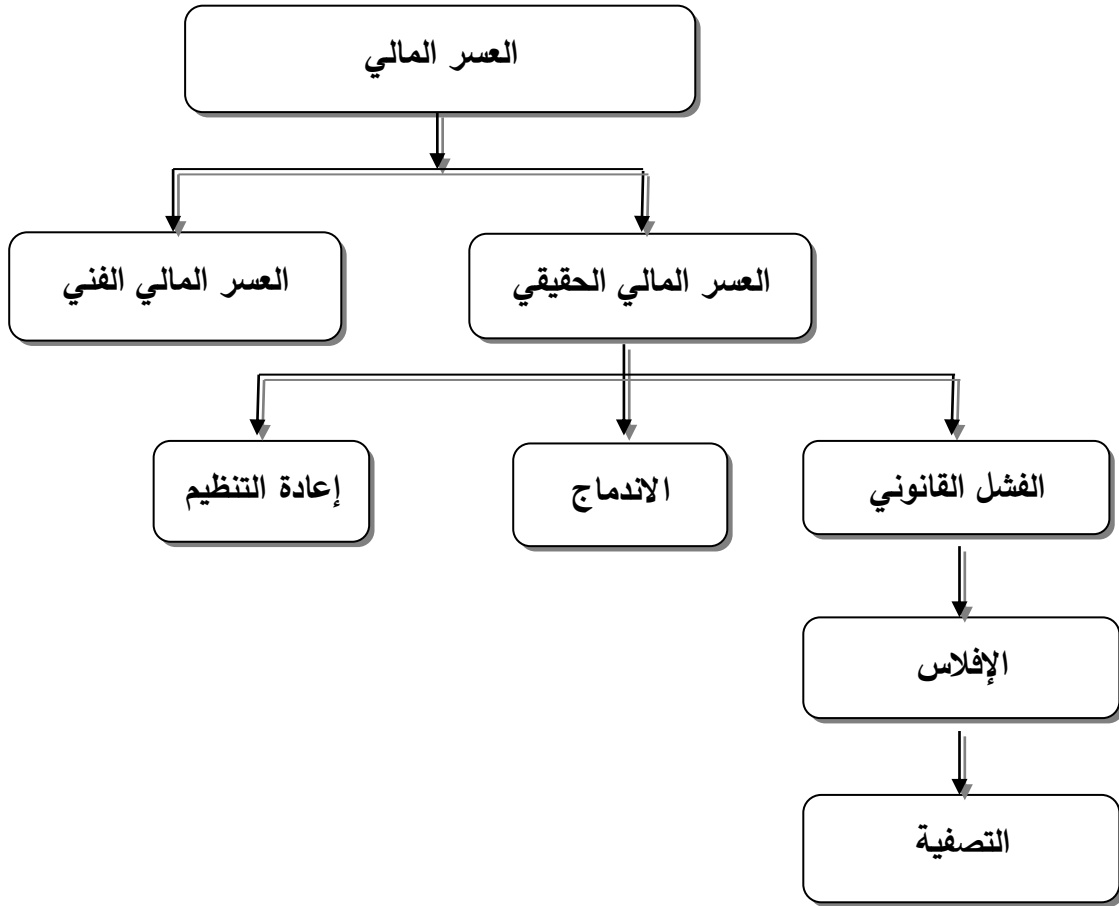 العسر المالي
العسر المالي الحقيقي
العسر المالي الفني
الفشل القانوني
الاندماج
إعادة التنظيم
الإفلاس
التصفية